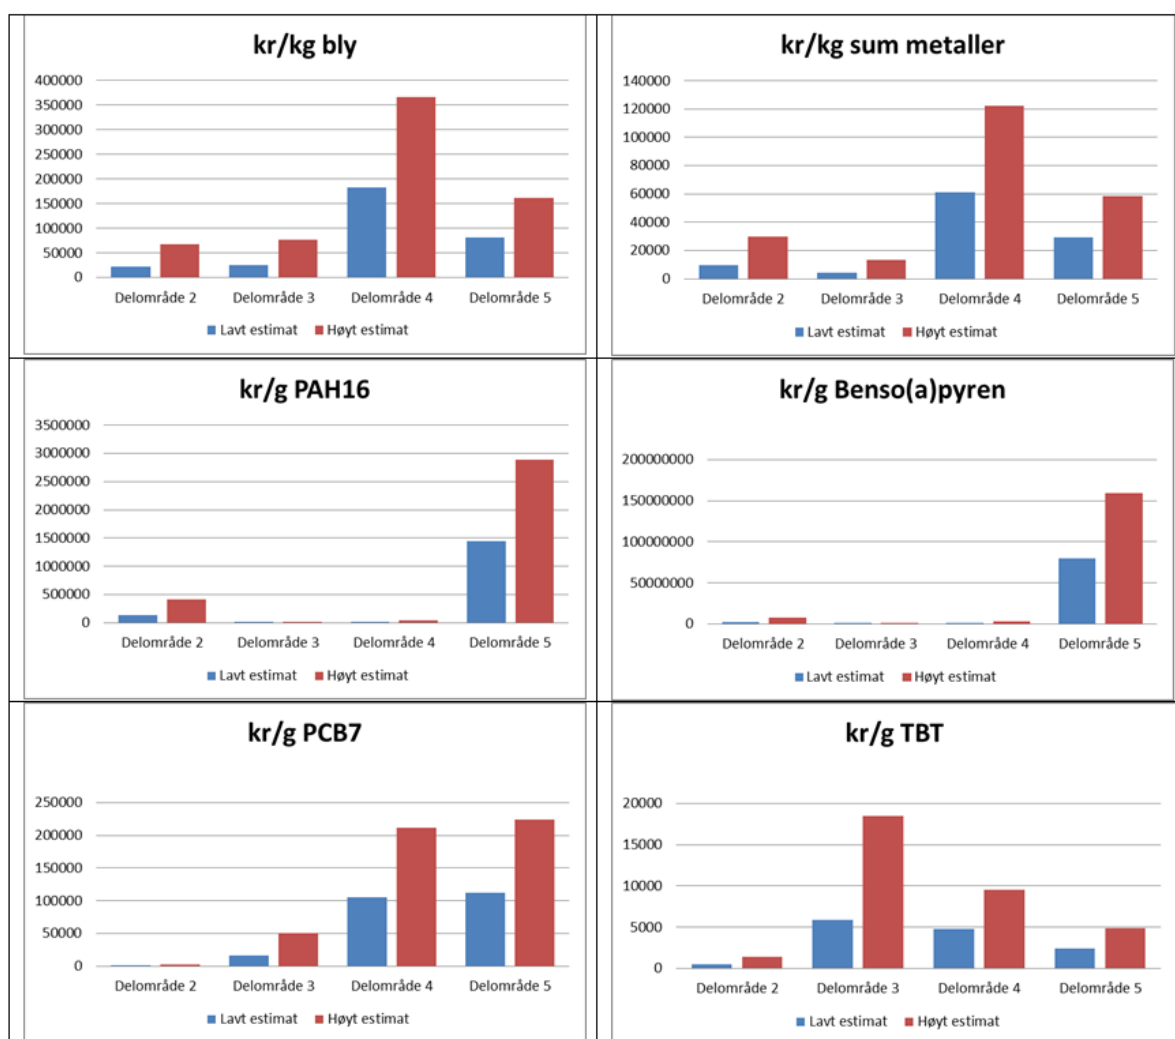 kr/kg bly
400000
350000
300000
250000
200000
150000
100000
50000
0
Delområde 2 Delområde 3 Delområde 4 Delområde 5
Lavt estimat Høyt estimat
kr/kg sum metaller
140000
120000
100000
80000
60000
40000
20000
0
Delområde 2 Delområde 3 Delområde 4 Delområde 5
Lavt estimat Høyt estimat
kr/g PAH16
3500000
3000000
2500000
2000000
1500000
1000000
500000
0
Delområde 2 Delområde 3 Delområde 4 Delområde 5
Lavt estimat Høyt estimat
kr/g Benso(a)pyren
200000000
150000000
100000000
50000000
0
Delområde 2 Delområde 3 Delområde 4 Delområde 5
Lavt estimat Høyt estimat
kr/g PCB7
250000
200000
150000
100000
50000
0
Delområde 2 Delområde 3 Delområde 4 Delområde 5
Lavt estimat Høyt estimat
kr/g TBT
20000
15000
10000
5000
0
Delområde 2 Delområde 3 Delområde 4 Delområde 5
Lavt estimat Høyt estimat